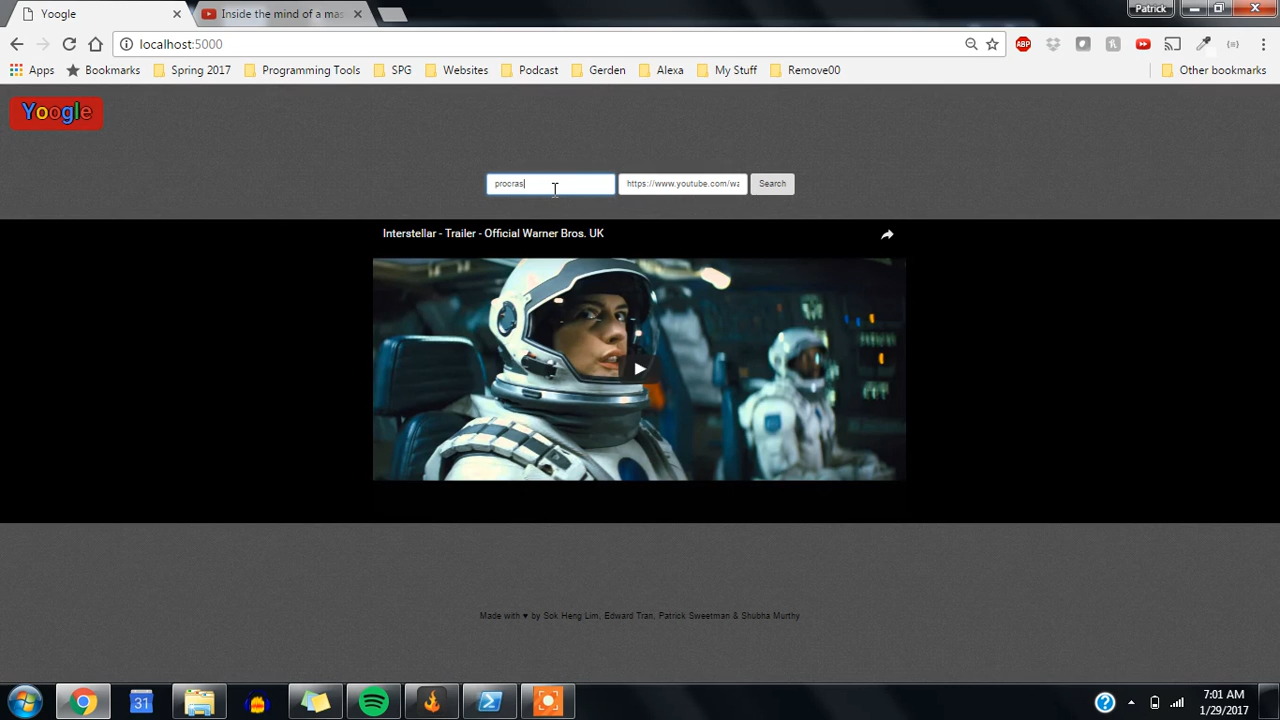 Yoogle
Inside the mind of a mas
Patrick
localhost:5000
ABP
Apps Bookmarks Spring 2017 Programming Tools SPG Websites Podcast Gerden Alexa My Stuff Remove00 Other bookmarks
Yoogle
procras https://www.youtube.com/wa Search
Interstellar - Trailer - Official Warner Bros. UK
Made with ♥ by Sok Heng Lim, Edward Tran, Patrick Sweetman & Shubha Murthy
31
7:01 AM
1/29/2017